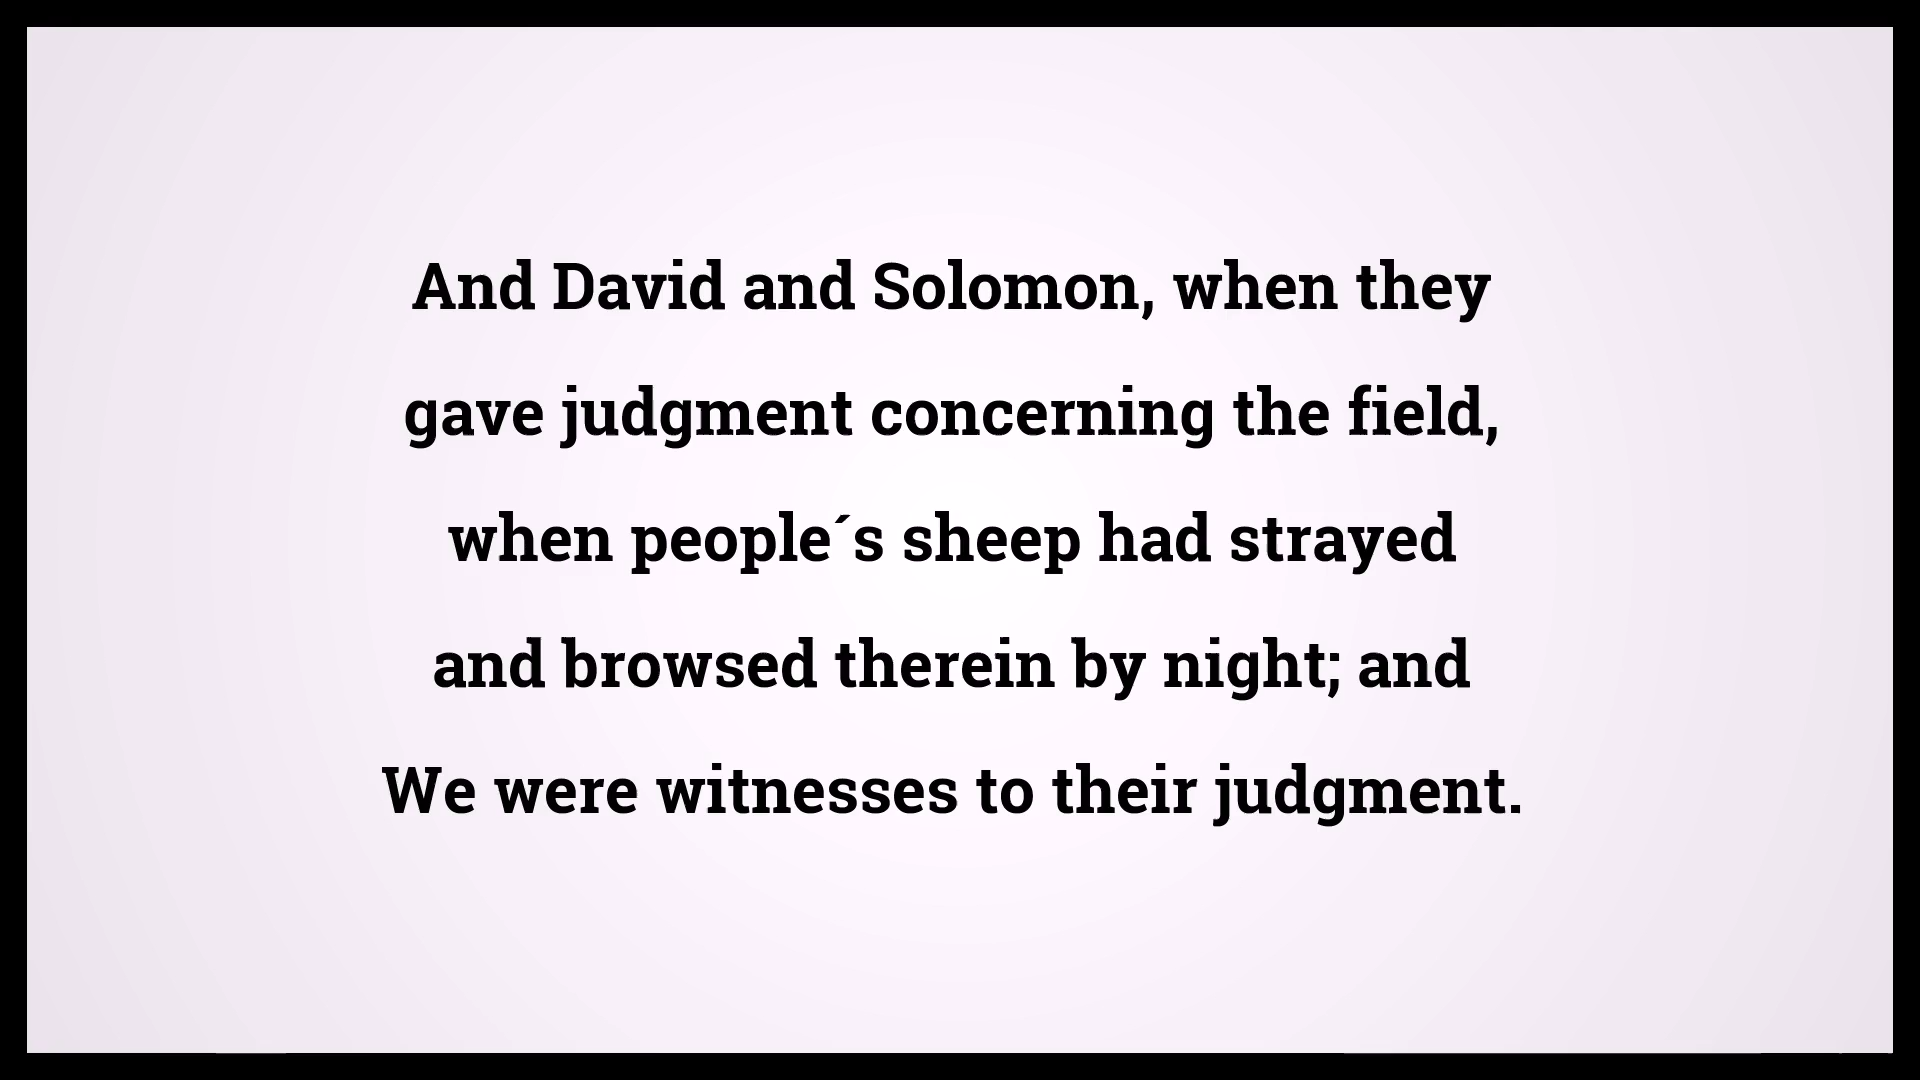 And David and Solomon, when they
gave judgment concerning the field,
when people´s sheep had strayed
and browsed therein by night; and
We were witnesses to their judgment.